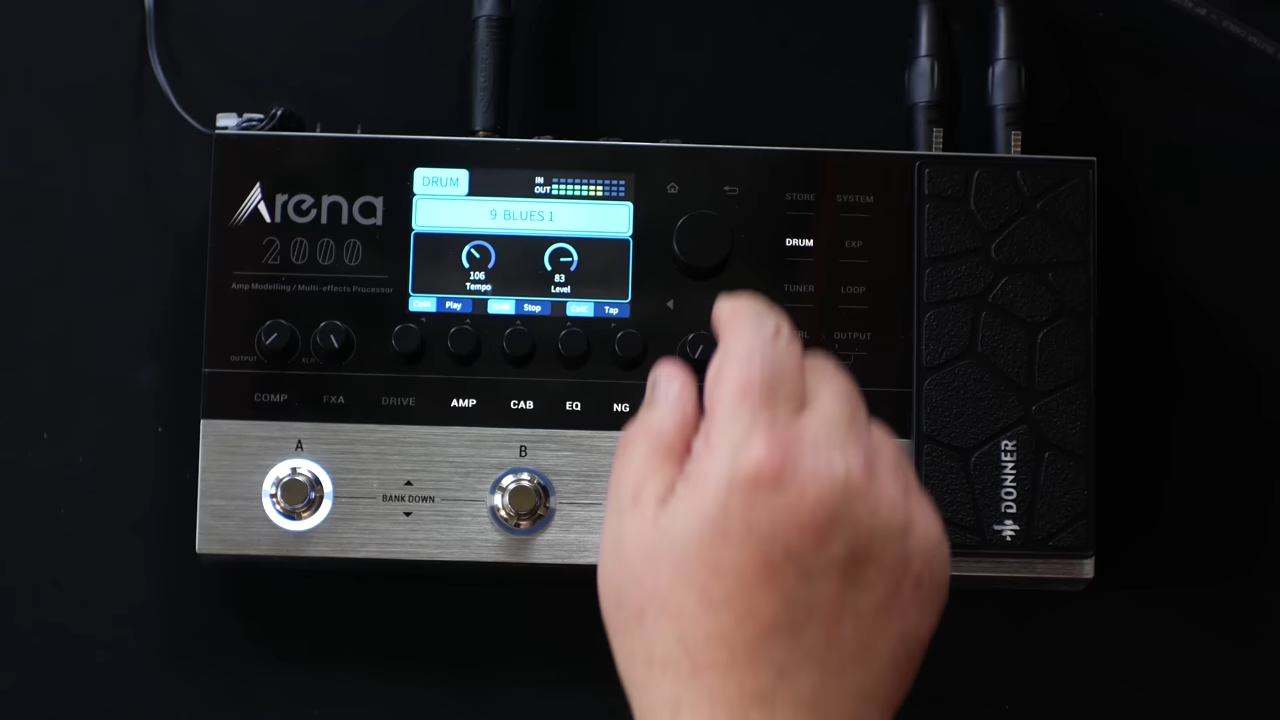 Arena
2000
Amp Modelling / Multi-effects Processor
DRUM
IN
OUT
9 BLUES 1
106
Tempo
83
Level
Play
Stop
Tap
STORE
SYSTEM
DRUM
EXP
TUNER
LOOP
OUTPUT
OUTPUT
COMP
FXA
DRIVE
AMP
CAB
EQ
NG
A
BANK DOWN
B
DONNER